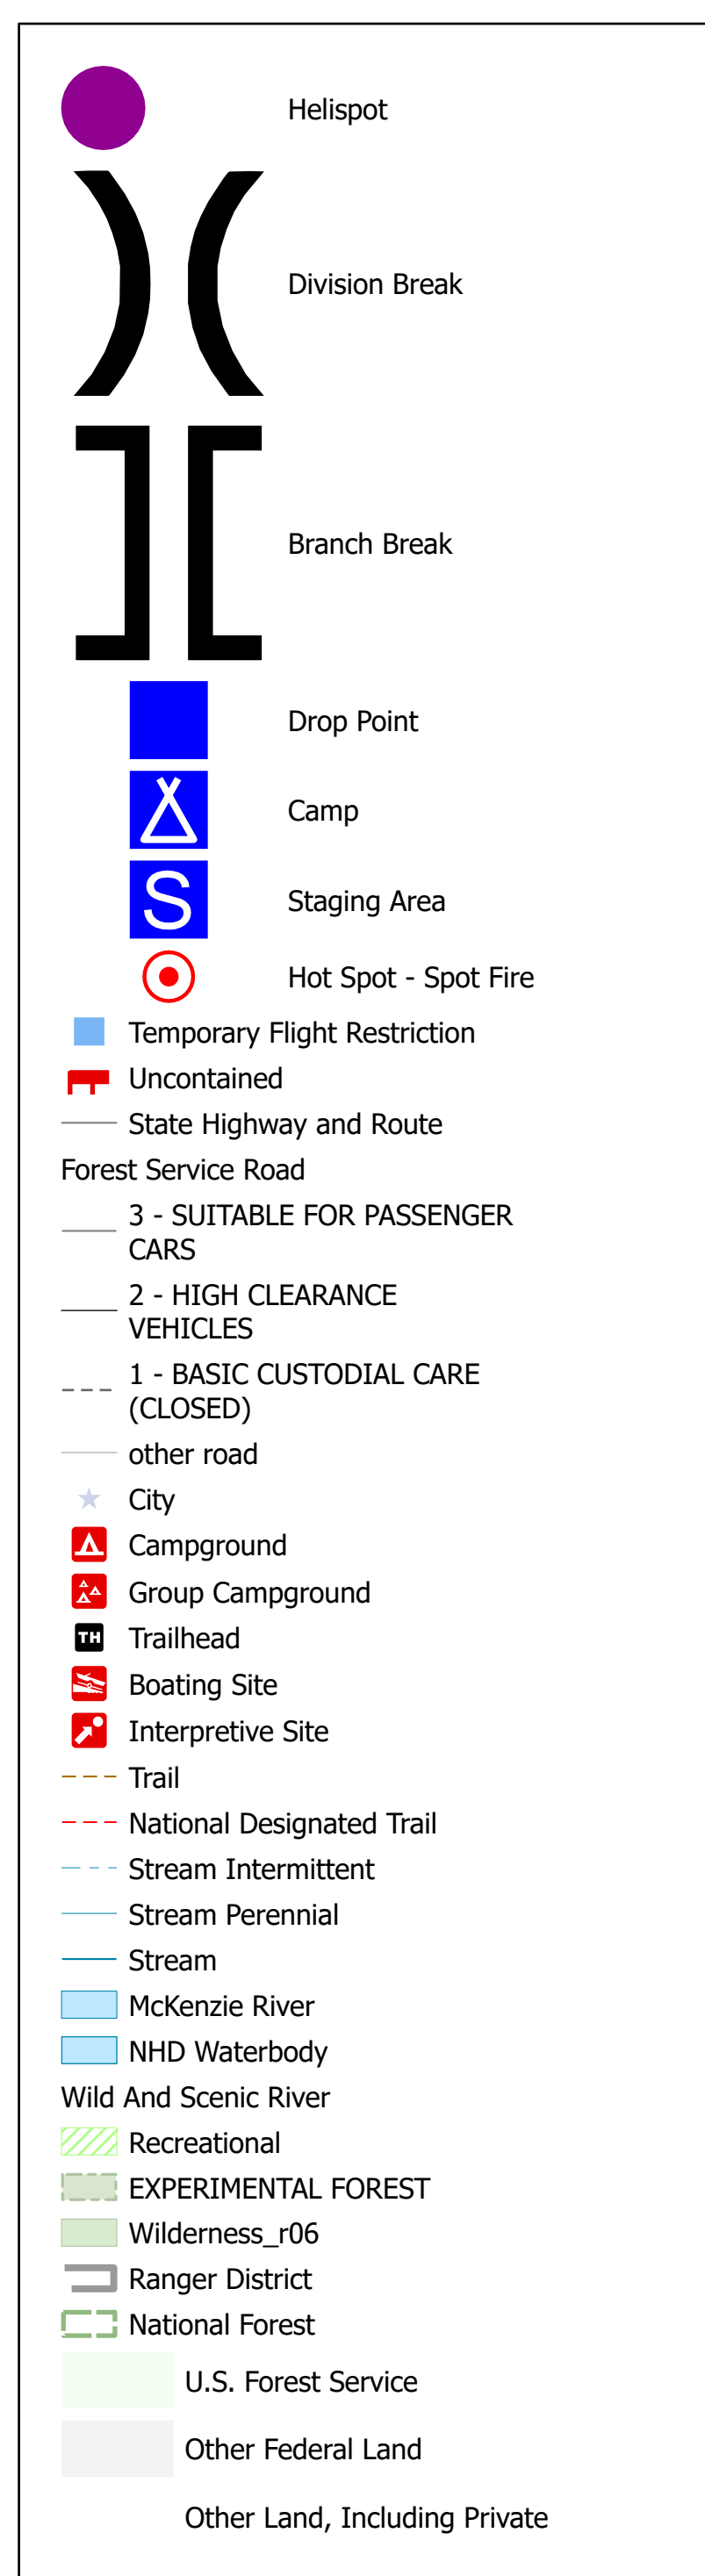 Helispot
Division Break
Branch Break
Drop Point
Camp
S
Staging Area
Hot Spot - Spot Fire
Temporary Flight Restriction
Uncontained
State Highway and Route
Forest Service Road
3 - SUITABLE FOR PASSENGER
CARS
2 - HIGH CLEARANCE
VEHICLES
1 - BASIC CUSTODIAL CARE
(CLOSED)
other road
City
Campground
Group Campground
TH Trailhead
Boating Site
Interpretive Site
Trail
National Designated Trail
Stream Intermittent
Stream Perennial
Stream
McKenzie River
NHD Waterbody
Wild And Scenic River
Recreational
EXPERIMENTAL FOREST
Wilderness_r06
Ranger District
National Forest
U.S. Forest Service
Other Federal Land
Other Land, Including Private